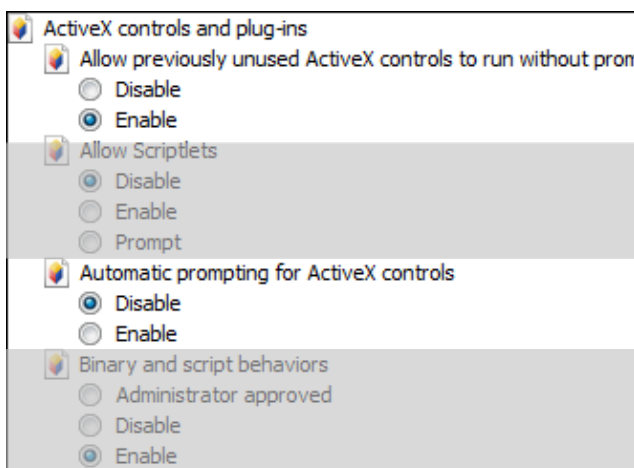 ActiveX controls and plug-ins
Allow previously unused ActiveX controls to run without
Disable
Enable
Allow Scriptlets
Disable
Enable
Prompt
Automatic prompting for ActiveX controls
Disable
Enable
Binary and script behaviors
Administrator approved
Disable
Enable